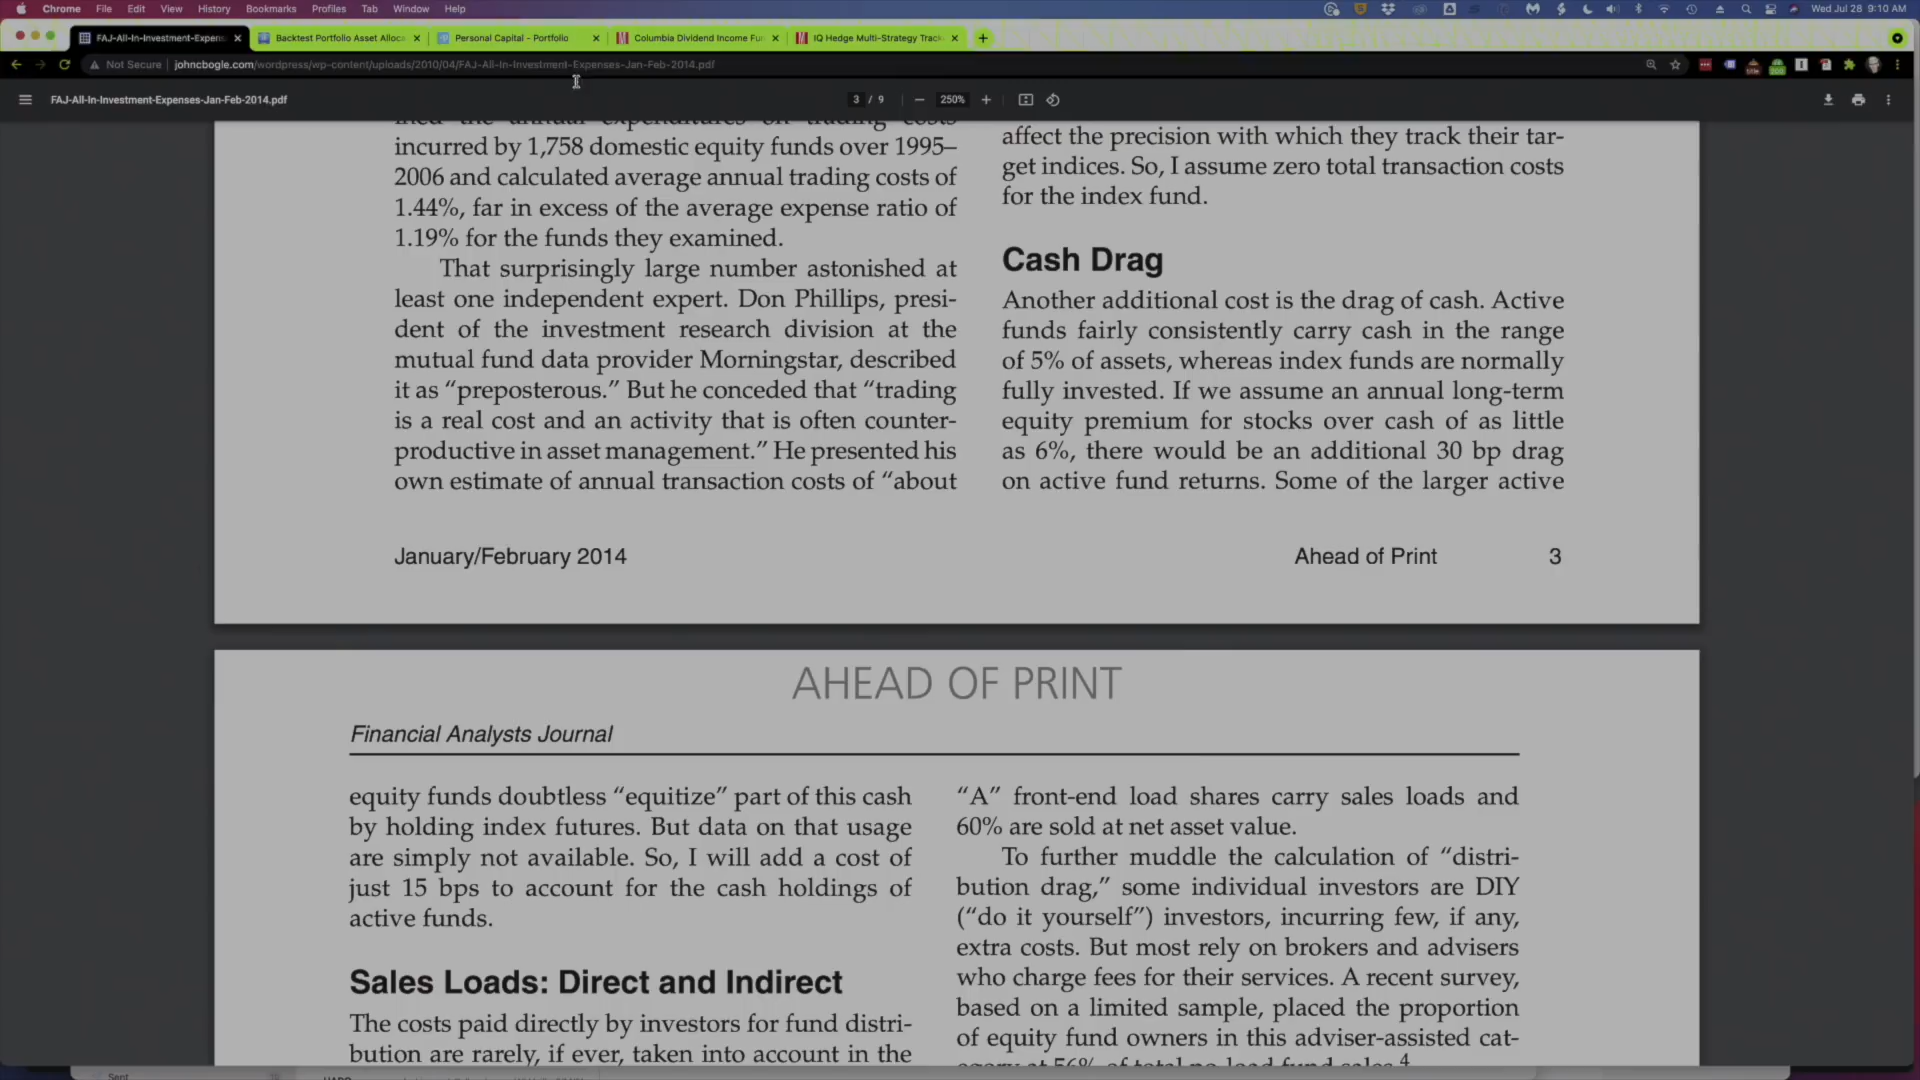 Chrome File Edit View History Bookmarks Profiles Tab Window Help Wed Jul 28 9:10 AM
FAJ-All-In-Investment-Expens Backtest Portfolio Asset Alloca Personal Capital - Portfolio Columbia Dividend Income Fu IQ Hedge Multi-Strategy Track
Not Secure johncbogle.com/wordpress/wp-content/uploads/2010/04/FAJ-All-In-Investment-Expenses-Jan-Feb-2014.pdf
FAJ-All-In-Investment-Expenses-Jan-Feb-2014.pdf 3 / 9 250%
ined the annual expenditures on trading costs
incurred by 1,758 domestic equity funds over 1995–
2006 and calculated average annual trading costs of
1.44%, far in excess of the average expense ratio of
1.19% for the funds they examined.
That surprisingly large number astonished at
least one independent expert. Don Phillips, presi-
dent of the investment research division at the
mutual fund data provider Morningstar, described
it as “preposterous.” But he conceded that “trading
is a real cost and an activity that is often counter-
productive in asset management.” He presented his
own estimate of annual transaction costs of “about
affect the precision with which they track their tar-
get indices. So, I assume zero total transaction costs
for the index fund.
Cash Drag
Another additional cost is the drag of cash. Active
funds fairly consistently carry cash in the range
of 5% of assets, whereas index funds are normally
fully invested. If we assume an annual long-term
equity premium for stocks over cash of as little
as 6%, there would be an additional 30 bp drag
on active fund returns. Some of the larger active
January/February 2014 Ahead of Print 3
AHEAD OF PRINT
Financial Analysts Journal
equity funds doubtless “equitize” part of this cash
by holding index futures. But data on that usage
are simply not available. So, I will add a cost of
just 15 bps to account for the cash holdings of
active funds.
Sales Loads: Direct and Indirect
The costs paid directly by investors for fund distri-
bution are rarely, if ever, taken into account in the
“A” front-end load shares carry sales loads and
60% are sold at net asset value.
To further muddle the calculation of “distri-
bution drag,” some individual investors are DIY
(“do it yourself”) investors, incurring few, if any,
extra costs. But most rely on brokers and advisers
who charge fees for their services. A recent survey,
based on a limited sample, placed the proportion
of equity fund owners in this adviser-assisted cat-
egory at 56% of total no-load fund sales.4
Sent